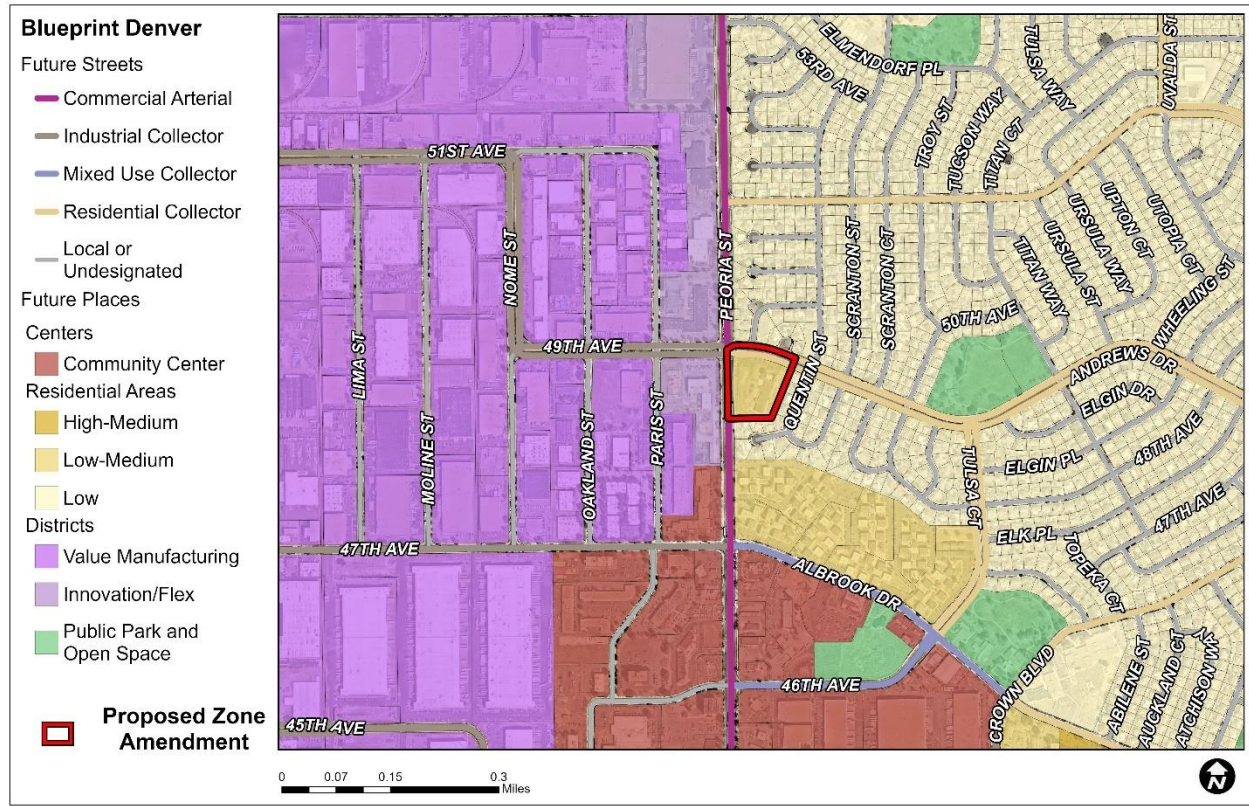 Blueprint Denver
Future Streets
Commercial Arterial
Industrial Collector
Mixed Use Collector
Residential Collector
Local or
Undesignated
Future Places
Centers
Community Center
Residential Areas
High-Medium
Low-Medium
Low
Districts
Value Manufacturing
Innovation/Flex
Public Park and
Open Space
Proposed Zone
Amendment
ELMENDORF PL
53RD AVE
TULSA WAY
UVALDA ST
TROY ST
TUCSON WAY
TITAN CT
51ST AVE
NOME ST
PEORIA ST
SCRANTON ST
SCRANTON CT
TITAN WAY
URSULA ST
URSULA WAY
UPTON CT
UTOPIA CT
WHEELING ST
50TH AVE
49TH AVE
LIMA ST
MOLINE ST
OAKLAND ST
PARIS ST
QUENTIN ST
ANDREWS DR
ELGIN DR
48TH AVE
ELGIN PL
TULSA CT
47TH AVE
ELK PL
TOPEKA CT
47TH AVE
ALBROOK DR
46TH AVE
CROWN BLVD
ABILENE ST
AUCKLAND CT
ATCHISON WAY
45TH AVE
0 0.07 0.15 0.3
Miles
N